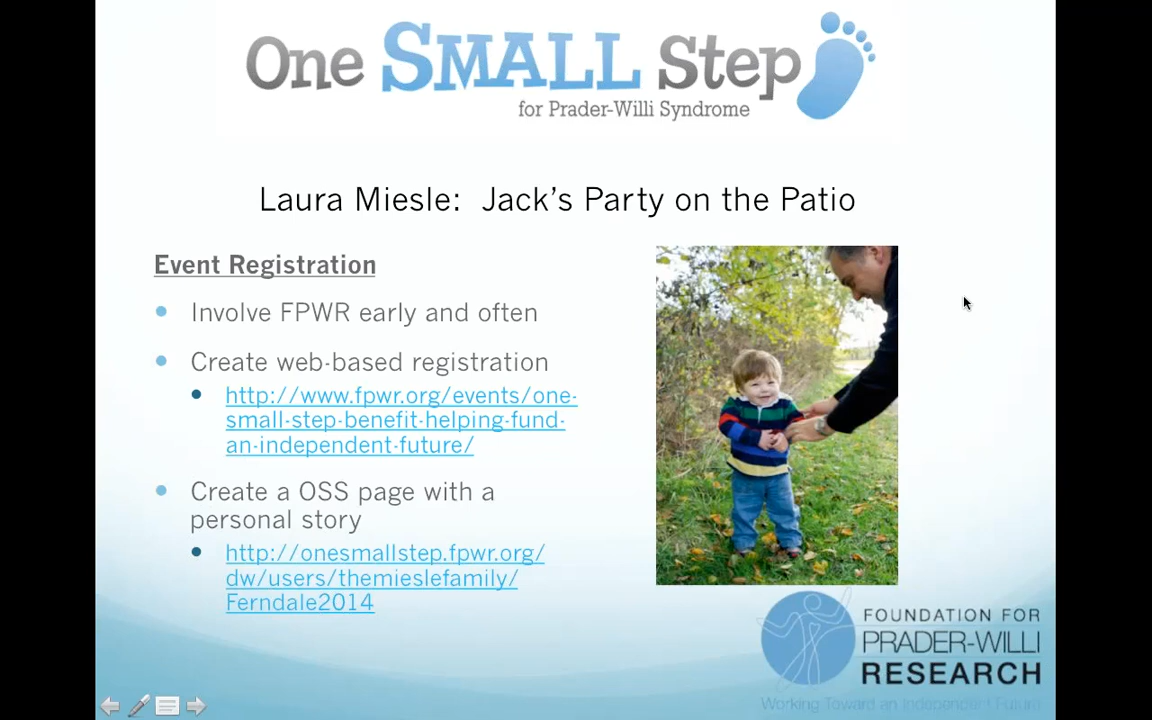 One SMALL Step
for Prader-Willi Syndrome
Laura Miesle: Jack's Party on the Patio
Event Registration
Involve FPWR early and often
Create web-based registration
http://www.fpwr.org/events/one-
small-step-benefit-helping-fund-
an-independent-future/
Create a OSS page with a
personal story
http://onesmallstep.fpwr.org/
dw/users/themieslefamily/
Ferndale2014
FOUNDATION FOR
PRADER-WILLI
RESEARCH
Working Toward an Independent Future